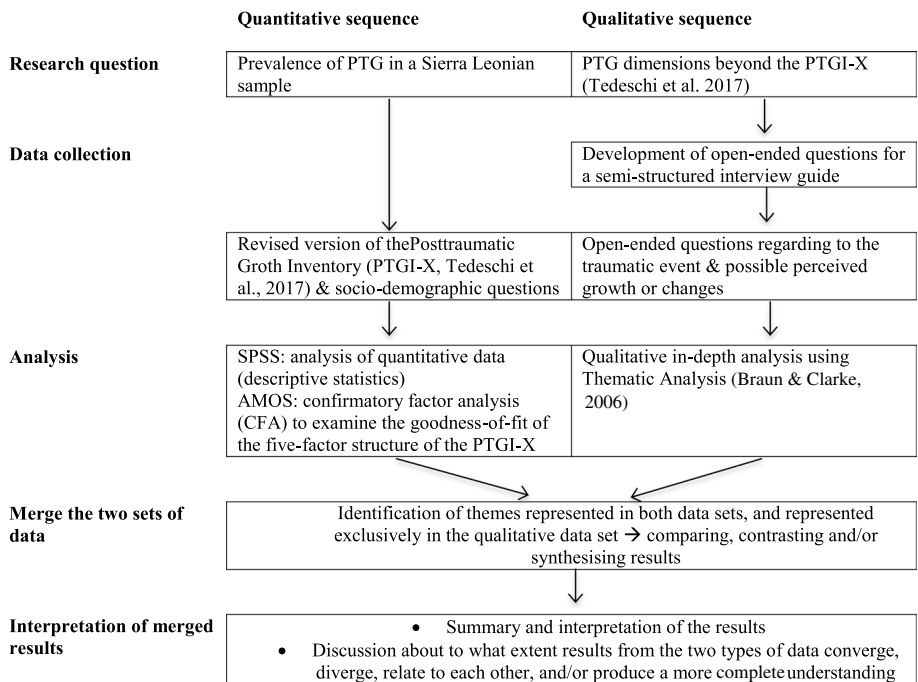 Quantitative sequence
Qualitative sequence
Research question
Prevalence of PTG in a Sierra Leonian
sample
PTG dimensions beyond the PTGI-X
(Tedeschi et al. 2017)
Data collection
Development of open-ended questions for
a semi-structured interview guide
Revised version of thePosttraumatic
Groth Inventory (PTGI-X, Tedeschi et
al., 2017) & socio-demographic questions
Open-ended questions regarding to the
traumatic event & possible perceived
growth or changes
Analysis
SPSS: analysis of quantitative data
(descriptive statistics)
AMOS: confirmatory factor analysis
(CFA) to examine the goodness-of-fit of
the five-factor structure of the PTGI-X
Qualitative in-depth analysis using
Thematic Analysis (Braun & Clarke,
2006)
Merge the two sets of
data
Identification of themes represented in both data sets, and represented
exclusively in the qualitative data set → comparing, contrasting and/or
synthesising results
Interpretation of merged
results
• Summary and interpretation of the results
• Discussion about to what extent results from the two types of data converge,
diverge, relate to each other, and/or produce a more complete understanding